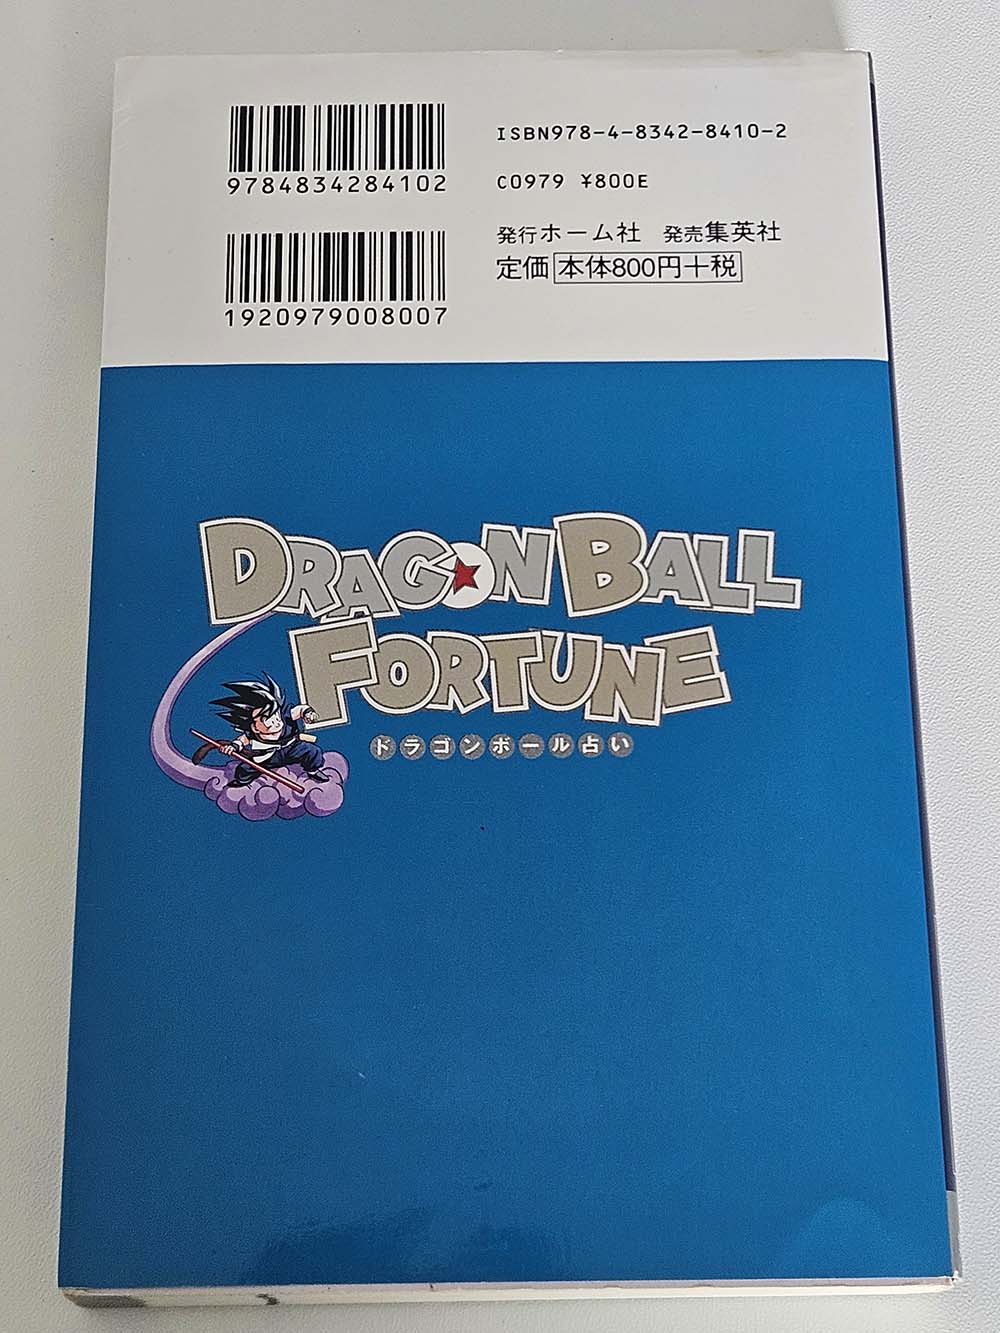 ISBN978-4-8342-8410-2
9784834284102
C0979 ¥800E
発行ホーム社 発売集英社
定価 本体800円+税
1920979008007
DRAGON BALL
FORTUNE
ドラゴンボール占い